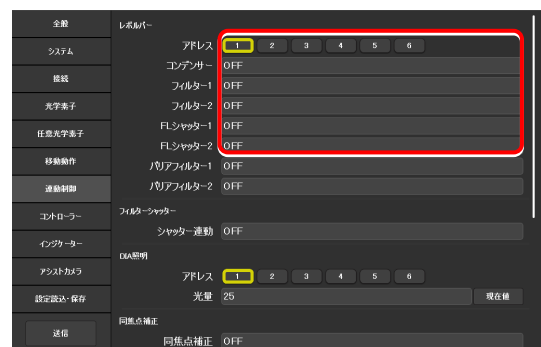 全般
システム
接続
光学素子
任意光学素子
移動動作
連動制御
コントローラー
インジケーター
アシストカメラ
設定読込・保存
送信
レボルバー
アドレス 1 2 3 4 5 6
コンデンサー OFF
フィルター1 OFF
フィルター2 OFF
FLシャッター1 OFF
FLシャッター2 OFF
バリアフィルター1 OFF
バリアフィルター2 OFF
フィルターシャッター
シャッター連動 OFF
DIA照明
アドレス 1 2 3 4 5 6
光量 25 現在値
同焦点補正
同焦点補正 OFF